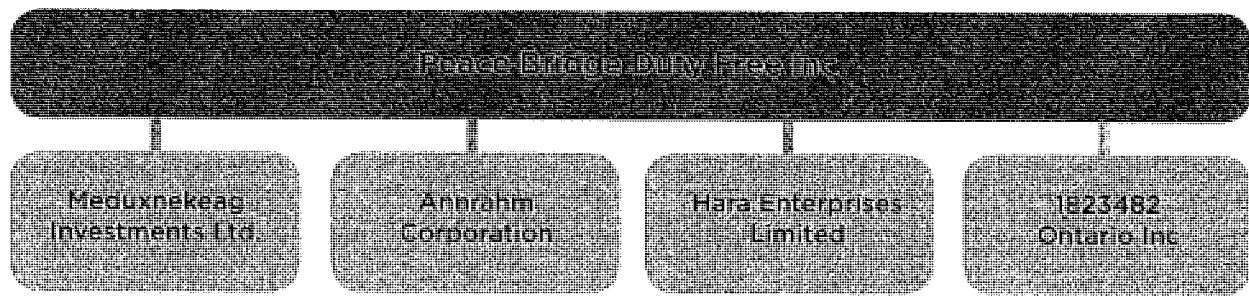 Peace Bridge Duty Free Inc.
Meduxnekeag
Investments Ltd.
Annrahm
Corporation
Hara Enterprises
Limited
1823482
Ontario Inc